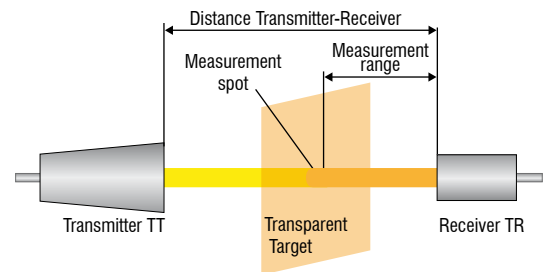 Distance Transmitter-Receiver
Measurement
range
Measurement
spot
Transmitter TT
Transparent
Target
Receiver TR